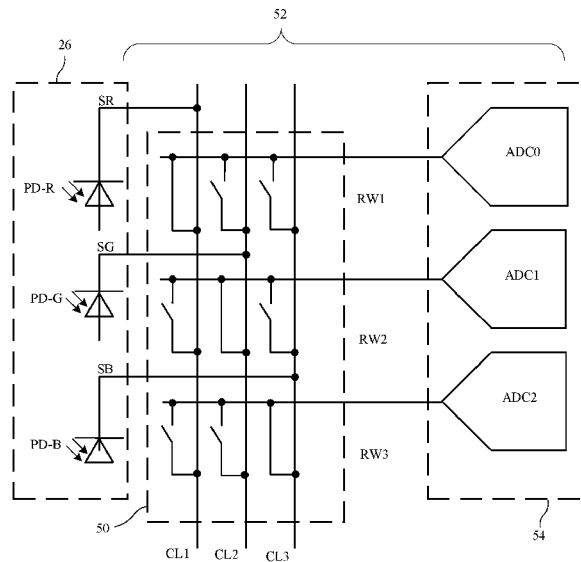 52
26
SR
ADC0
PD-R
RW1
SG
PD-G
ADC1
RW2
SB
ADC2
PD-B
RW3
50
54
CL1 CL2 CL3